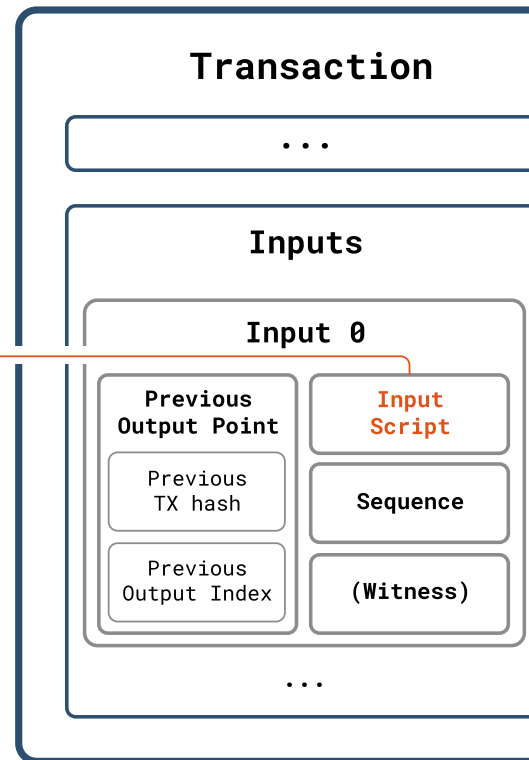 Transaction
...
Inputs
Input 0
Previous
Output Point
Previous
TX hash
Previous
Output Index
Input
Script
Sequence
(Witness)
...